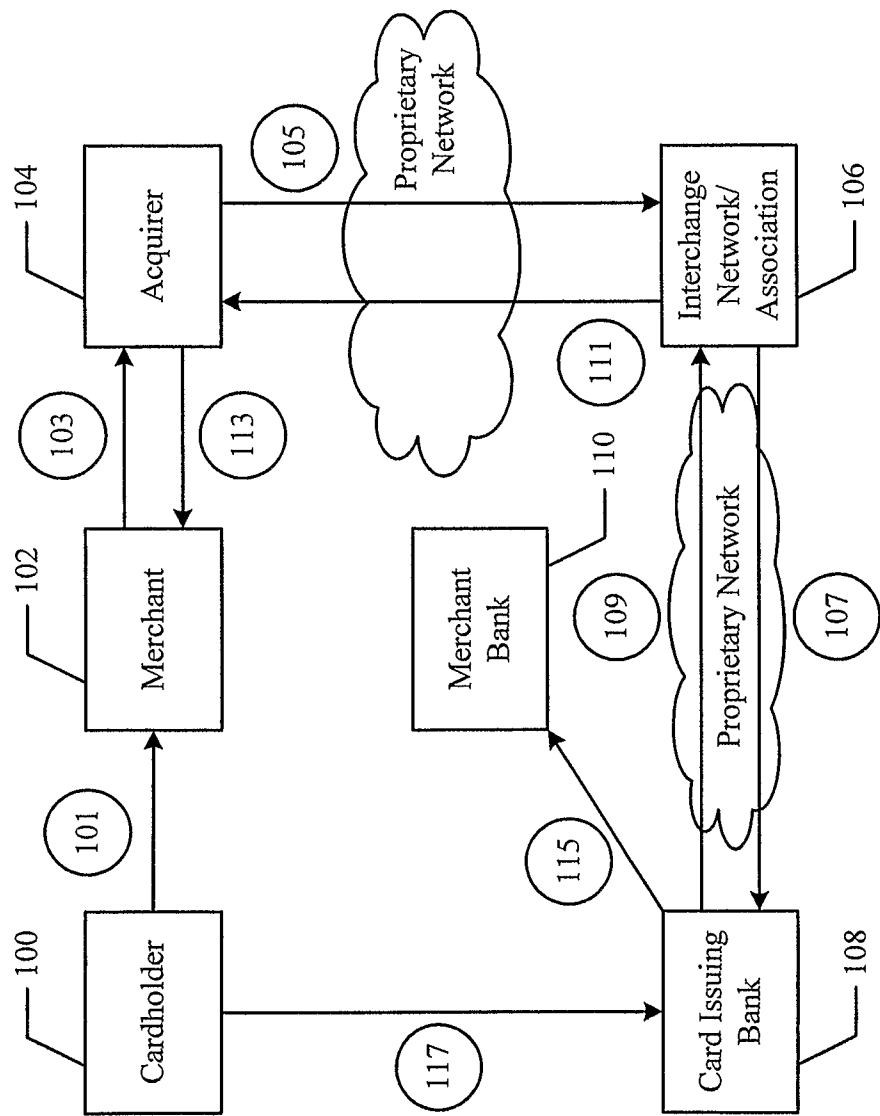 100
Cardholder
101
102
Merchant
103
113
104
Acquirer
105
Proprietary
Network
111
Interchange
Network/
Association
106
109
Proprietary Network
107
110
Merchant
Bank
115
117
Card Issuing
Bank
108